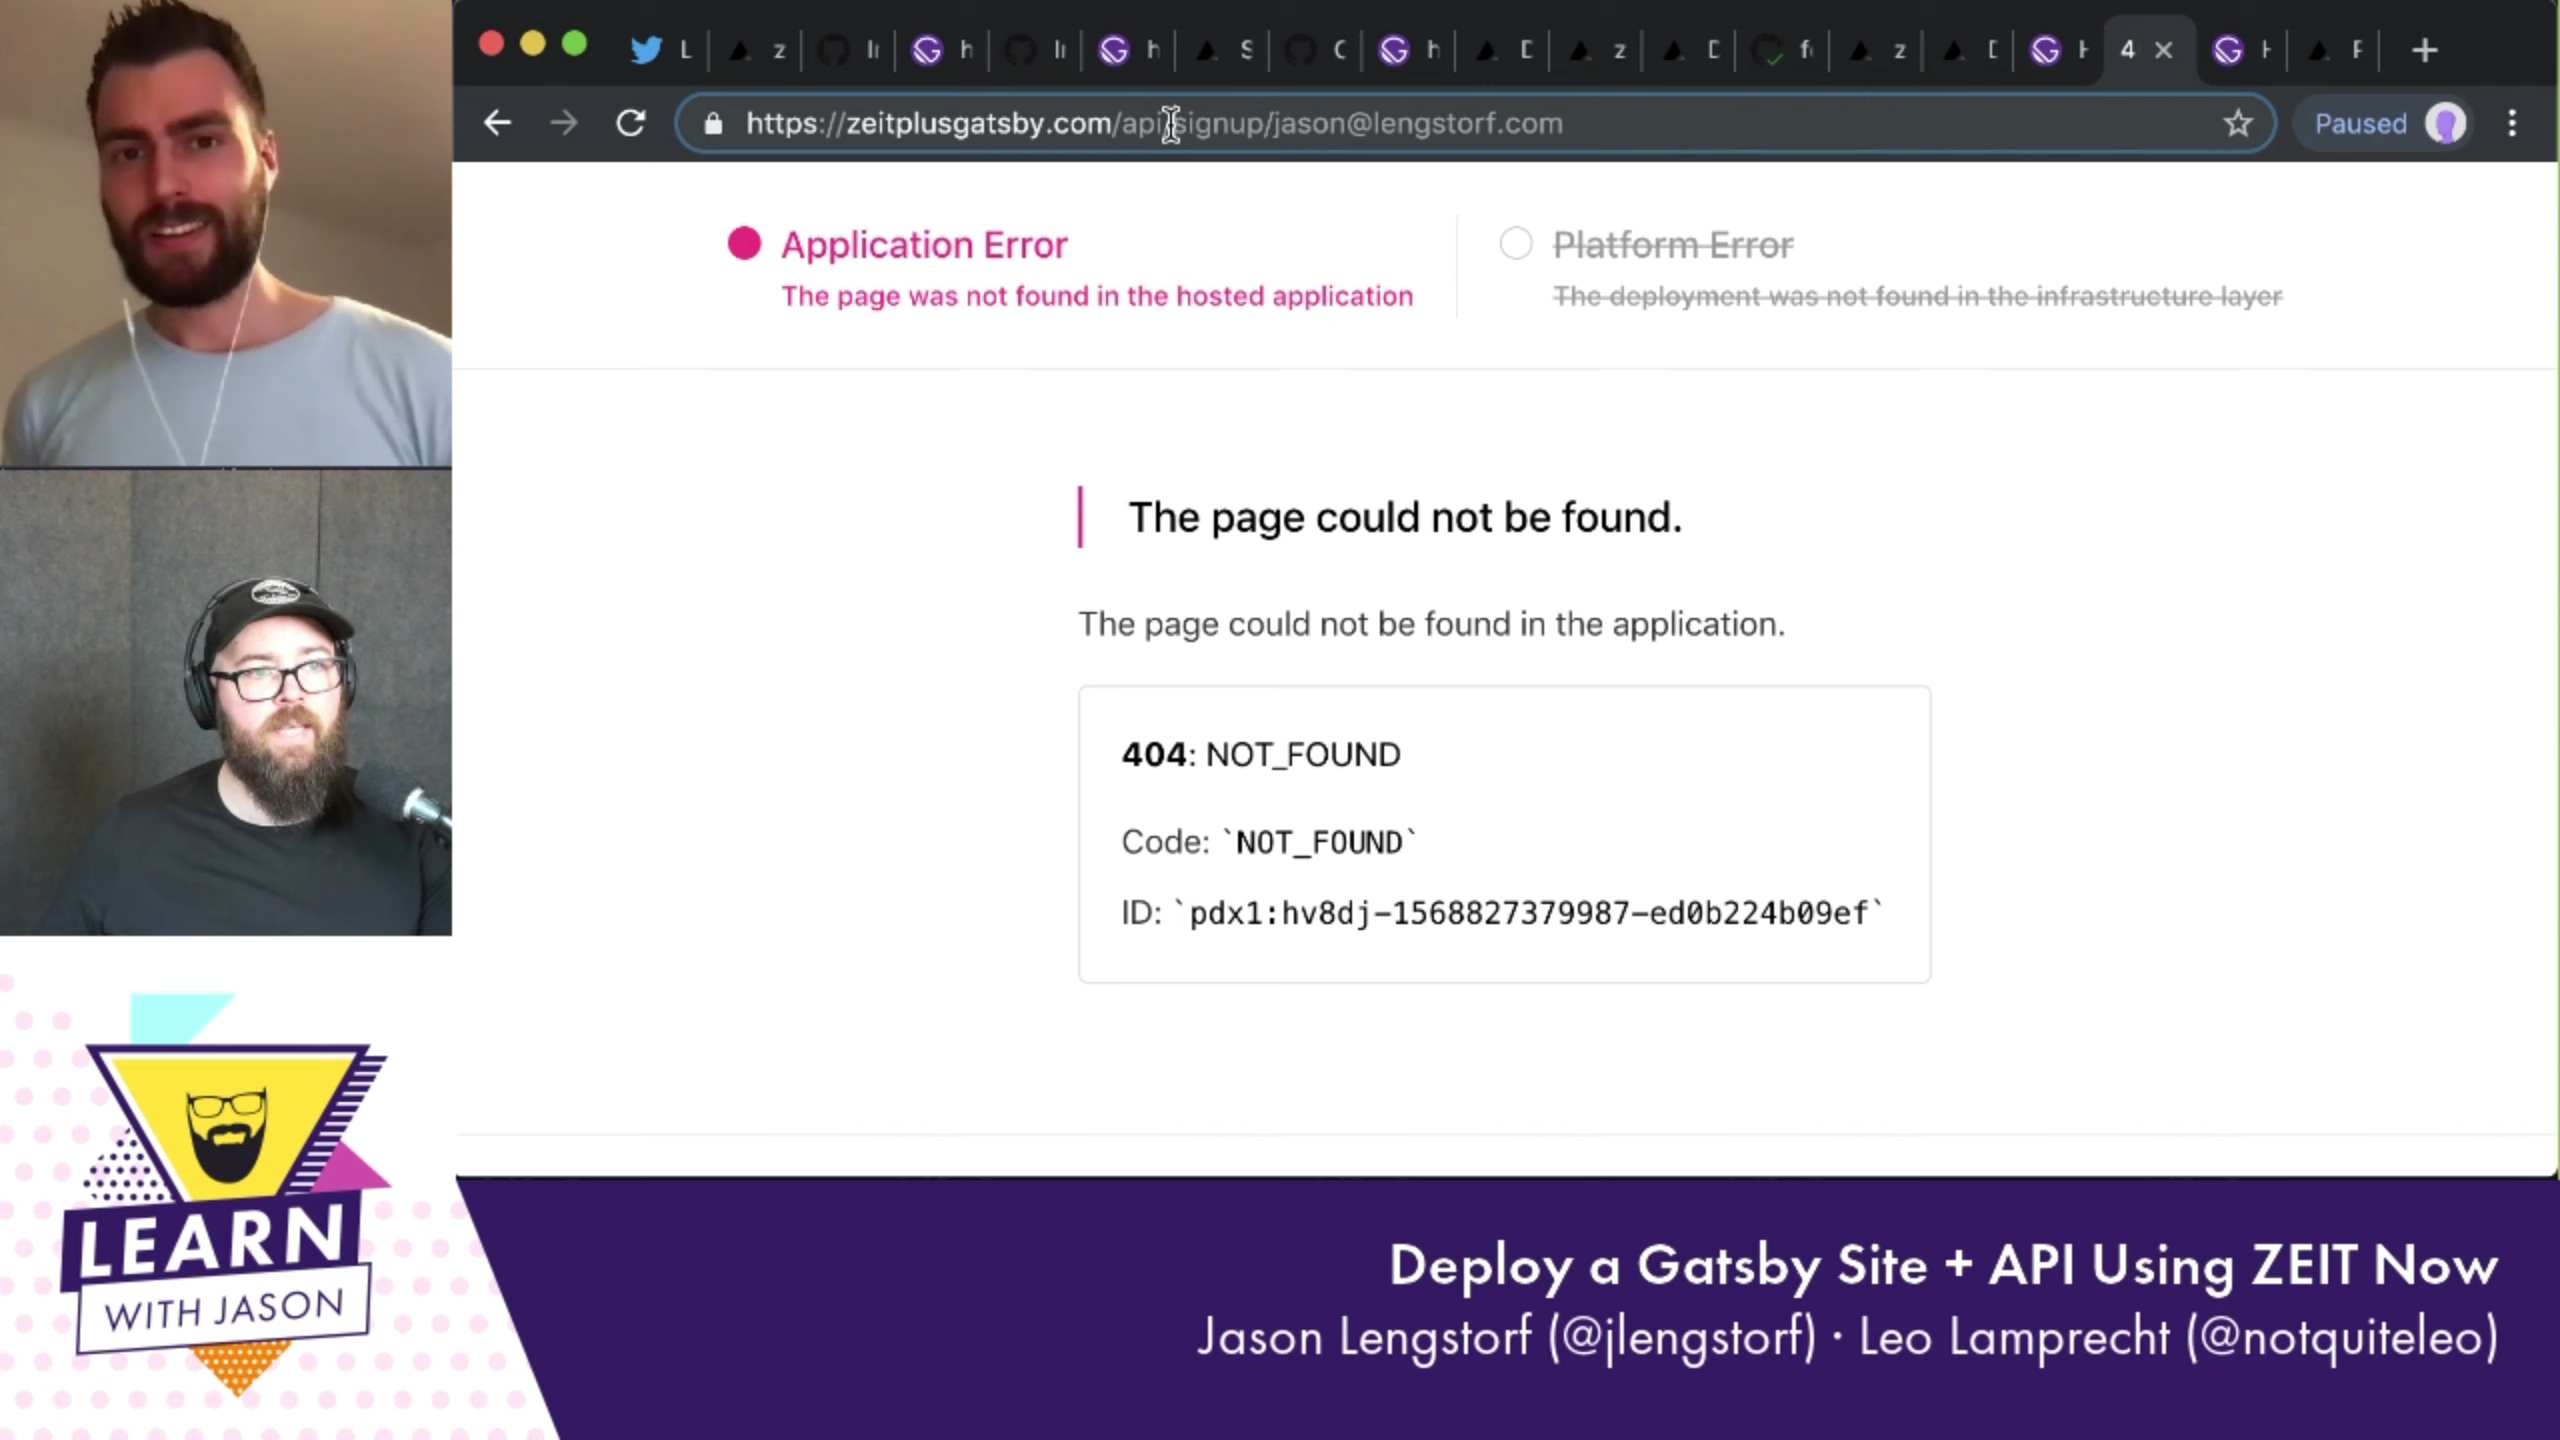 L z Ir h Ir h S C h D z D f z D H 4 H F
https://zeitplusgatsby.com/api/signup/jason@lengstorf.com
Paused
Application Error
The page was not found in the hosted application
Platform Error
The deployment was not found in the infrastructure layer
The page could not be found.
The page could not be found in the application.
404: NOT_FOUND
Code: `NOT_FOUND`
ID: `pdx1:hv8dj-1568827379987-ed0b224b09ef`
LEARN
WITH JASON
Deploy a Gatsby Site + API Using ZEIT Now
Jason Lengstorf (@jlengstorf) · Leo Lamprecht (@notquiteleo)